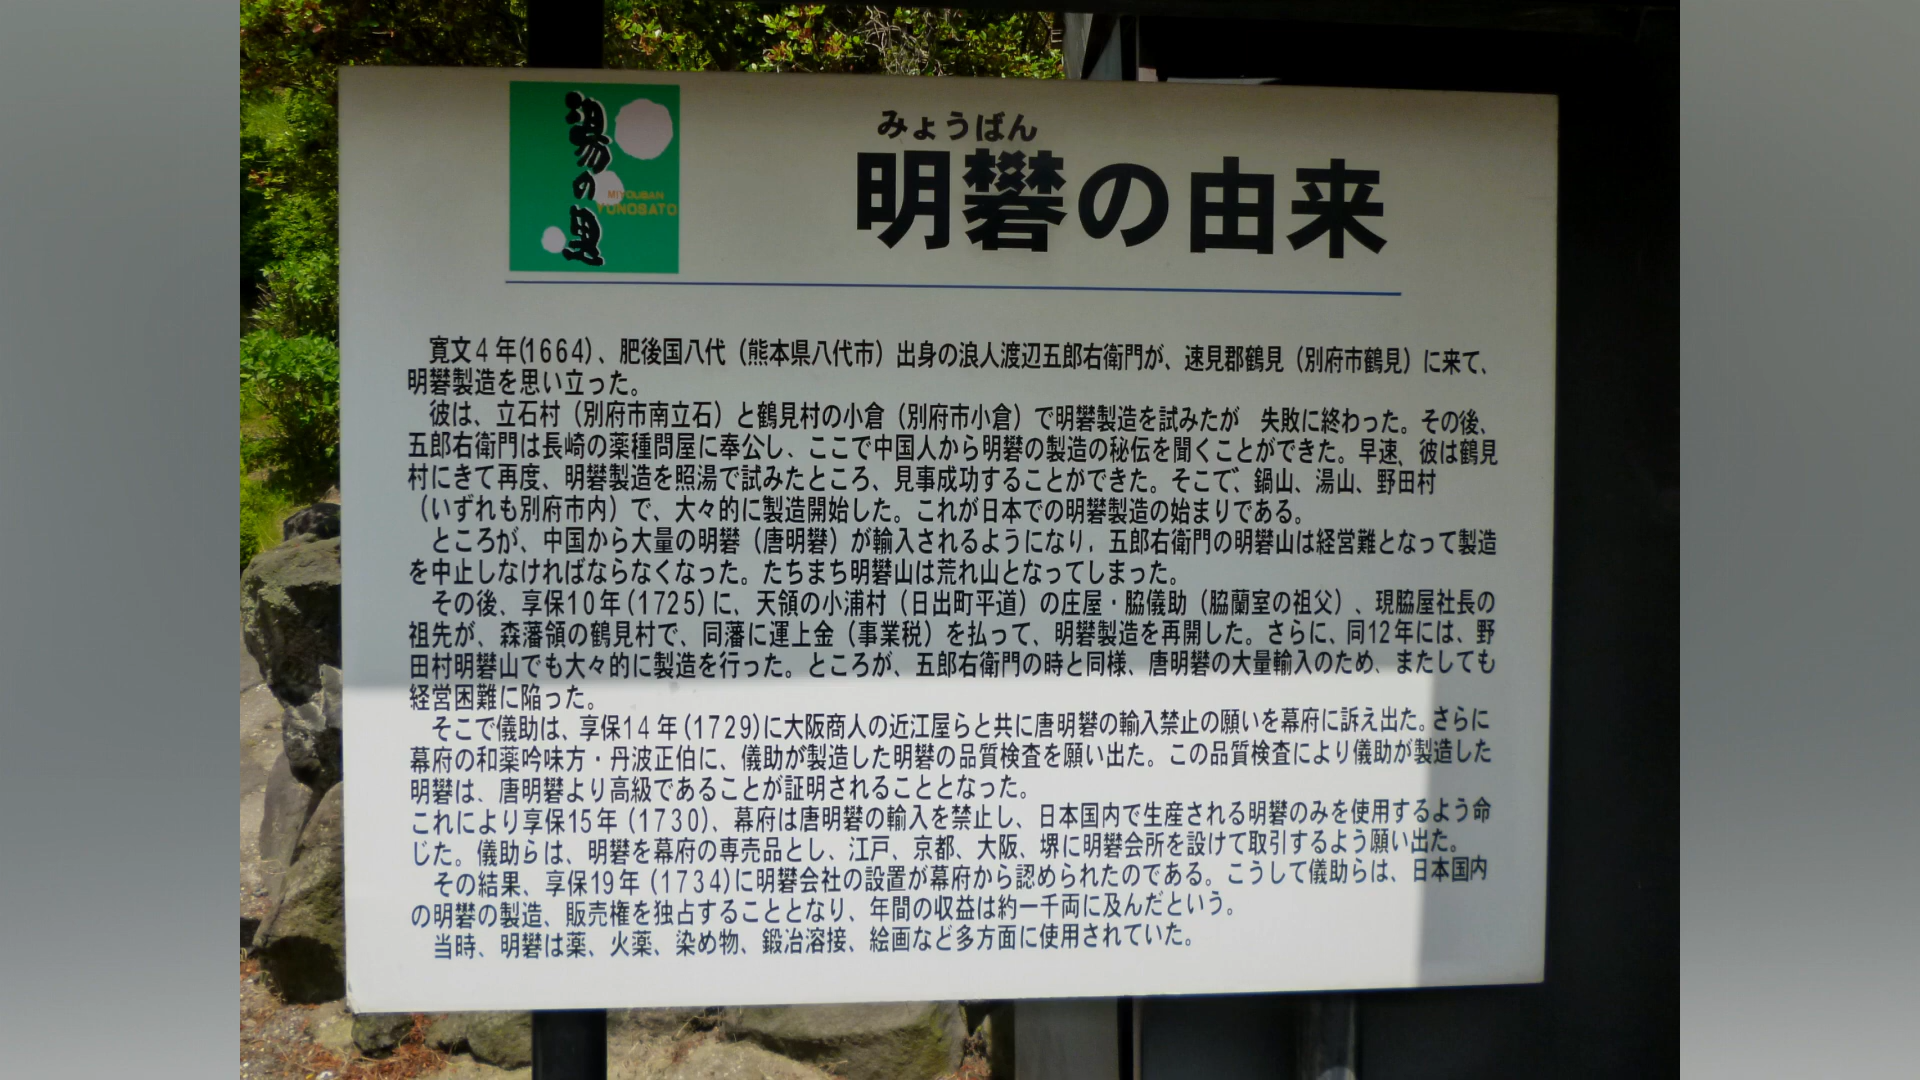 湯の里
MIYOUBAN
YUNOSATO
みょうばん
明礬の由来
寛文4年(1664)、肥後国八代（熊本県八代市）出身の浪人渡辺五郎右衛門が、速見郡鶴見（別府市鶴見）に来て、
明礬製造を思い立った。
彼は、立石村（別府市南立石）と鶴見村の小倉（別府市小倉）で明礬製造を試みたが　失敗に終わった。その後、
五郎右衛門は長崎の薬種問屋に奉公し、ここで中国人から明礬の製造の秘伝を聞くことができた。早速、彼は鶴見
村にきて再度、明礬製造を照湯で試みたところ、見事成功することができた。そこで、鍋山、湯山、野田村
（いずれも別府市内）で、大々的に製造開始した。これが日本での明礬製造の始まりである。
ところが、中国から大量の明礬（唐明礬）が輸入されるようになり、五郎右衛門の明礬山は経営難となって製造
を中止しなければならなくなった。たちまち明礬山は荒れ山となってしまった。
その後、享保10年(1725)に、天領の小浦村（日出町平道）の庄屋・脇儀助（脇蘭室の祖父）、現脇屋社長の
祖先が、森藩領の鶴見村で、同藩に運上金（事業税）を払って、明礬製造を再開した。さらに、同12年には、野
田村明礬山でも大々的に製造を行った。ところが、五郎右衛門の時と同様、唐明礬の大量輸入のため、またしても
経営困難に陥った。
そこで儀助は、享保14年(1729)に大阪商人の近江屋らと共に唐明礬の輸入禁止の願いを幕府に訴え出た。さらに
幕府の和薬吟味方・丹波正伯に、儀助が製造した明礬の品質検査を願い出た。この品質検査により儀助が製造した
明礬は、唐明礬より高級であることが証明されることとなった。
これにより享保15年（1730）、幕府は唐明礬の輸入を禁止し、日本国内で生産される明礬のみを使用するよう命
じた。儀助らは、明礬を幕府の専売品とし、江戸、京都、大阪、堺に明礬会所を設けて取引するよう願い出た。
その結果、享保19年（1734)に明礬会社の設置が幕府から認められたのである。こうして儀助らは、日本国内
の明礬の製造、販売権を独占することとなり、年間の収益は約一千両に及んだという。
当時、明礬は薬、火薬、染め物、鍛冶溶接、絵画など多方面に使用されていた。